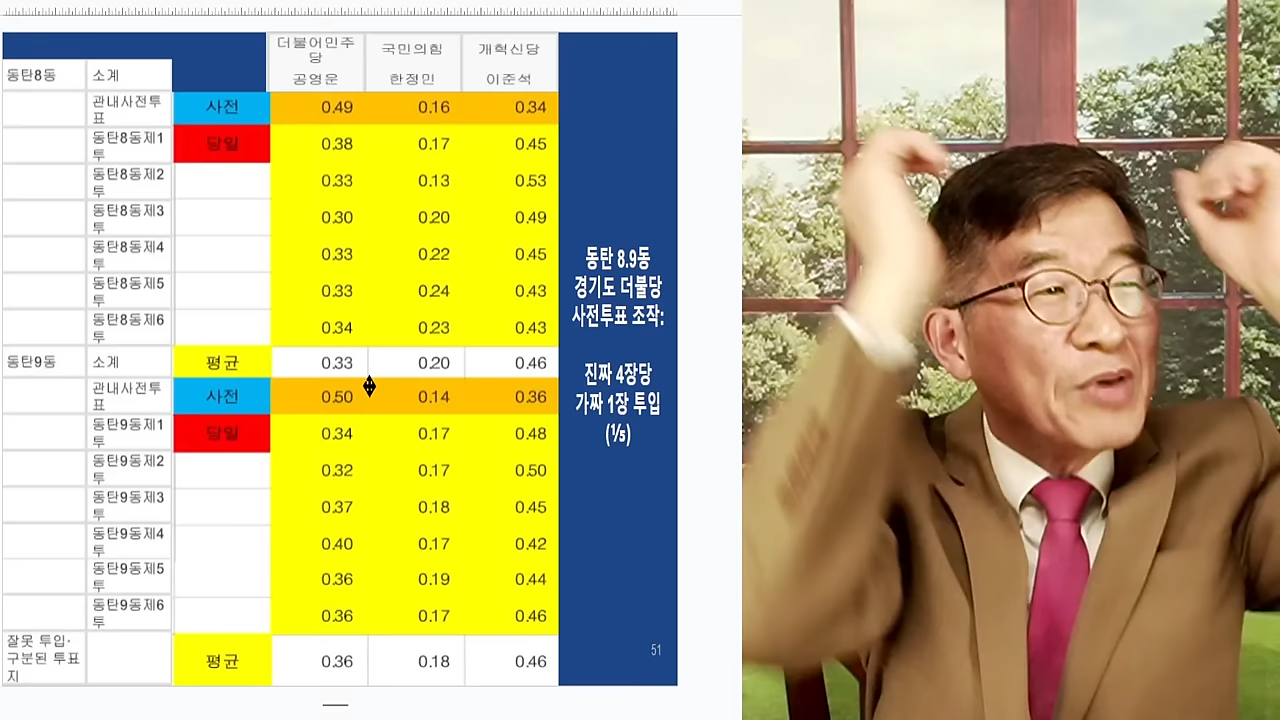 더불어민주
당
국민의힘
개혁신당
동탄8동
소계
공영운
한정민
이준석
관내사전투
표
사전
0.49
0.16
0.34
동탄8동제1
투
당일
0.38
0.17
0.45
동탄8동제2
투
0.33
0.13
0.53
동탄8동제3
투
0.30
0.20
0.49
동탄8동제4
투
0.33
0.22
0.45
동탄8동제5
투
0.33
0.24
0.43
동탄8동제6
투
0.34
0.23
0.43
동탄9동
소계
평균
0.33
0.20
0.46
관내사전투
표
사전
0.50
0.14
0.36
동탄9동제1
투
당일
0.34
0.17
0.48
동탄9동제2
투
0.32
0.17
0.50
동탄9동제3
투
0.37
0.18
0.45
동탄9동제4
투
0.40
0.17
0.42
동탄9동제5
투
0.36
0.19
0.44
동탄9동제6
투
0.36
0.17
0.46
잘못 투입·
구분된 투표
지
평균
0.36
0.18
0.46
동탄 8.9동
경기도 더불당
사전투표 조작:
진짜 4장당
가짜 1장 투입
(⅕)
51